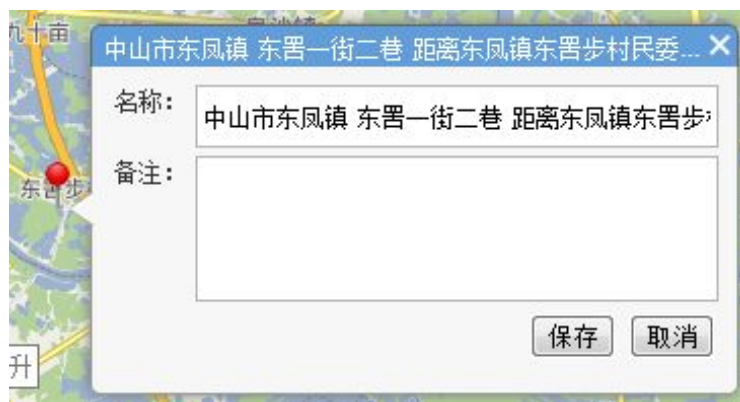 九十亩
中山市东凤镇 东罟一街二巷 距离东凤镇东罟步村民委...
名称：
中山市东凤镇 东罟一街二巷 距离东凤镇东罟步
备注：
东罟步
保存
取消
升